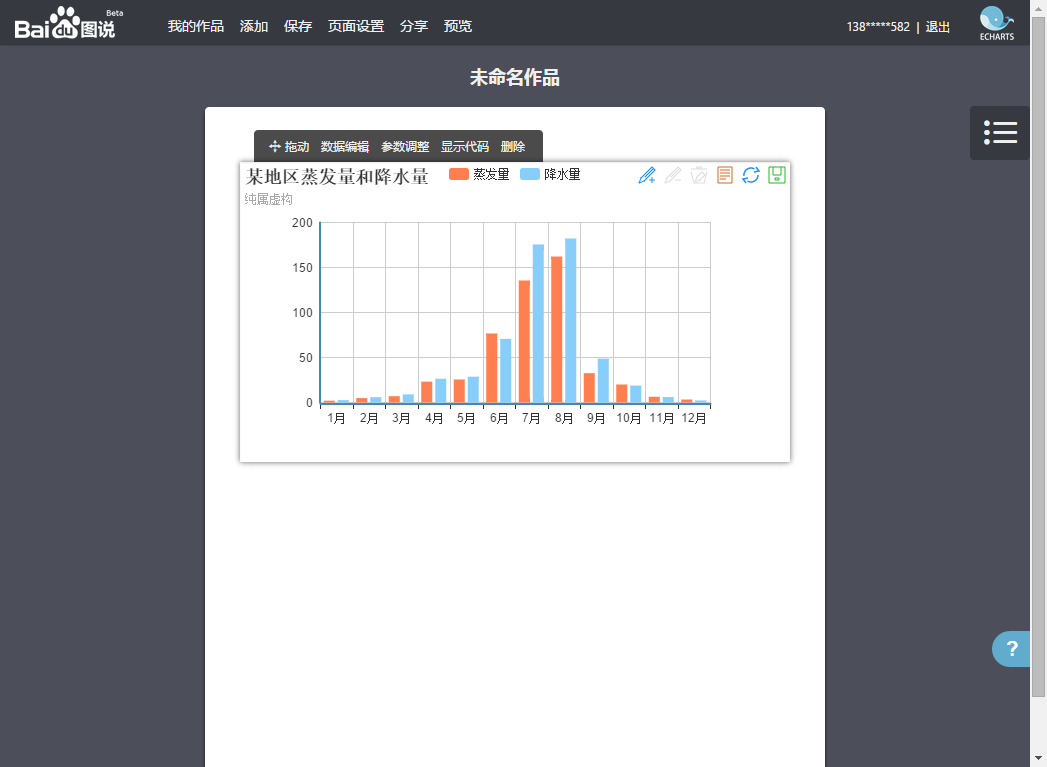 Baidu图说 Beta
我的作品 添加 保存 页面设置 分享 预览
138*****582 | 退出
ECHARTS
未命名作品
拖动 数据编辑 参数调整 显示代码 删除
某地区蒸发量和降水量
蒸发量 降水量
纯属虚构
200
150
100
50
0
1月 2月 3月 4月 5月 6月 7月 8月 9月 10月 11月 12月
?